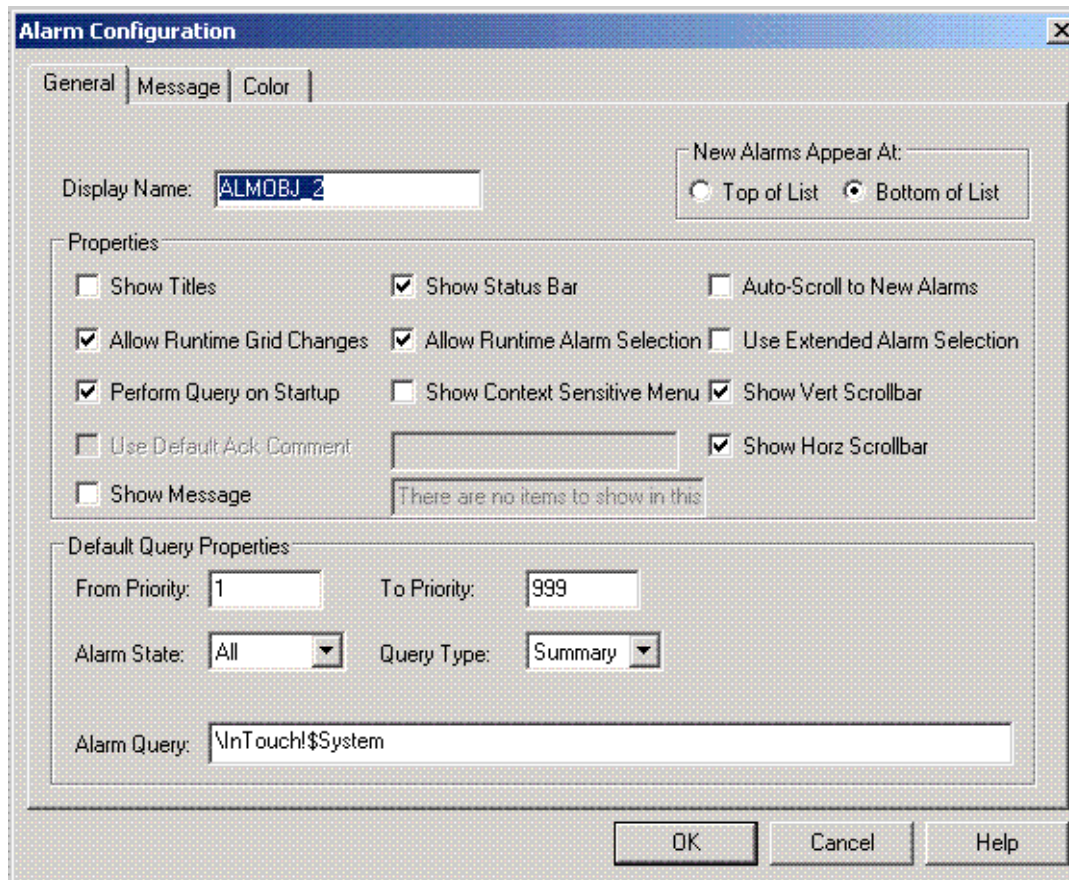 Alarm Configuration
General Message Color
New Alarms Appear At:
Display Name: ALMOBJ_2 Top of List Bottom of List
Properties
Show Titles Show Status Bar Auto-Scroll to New Alarms
Allow Runtime Grid Changes Allow Runtime Alarm Selection Use Extended Alarm Selection
Perform Query on Startup Show Context Sensitive Menu Show Vert Scrollbar
Use Default Ack Comment Show Horz Scrollbar
Show Message There are no items to show in this
Default Query Properties
From Priority: 1 To Priority: 999
Alarm State: All Query Type: Summary
Alarm Query: \InTouch!$System
OK Cancel Help